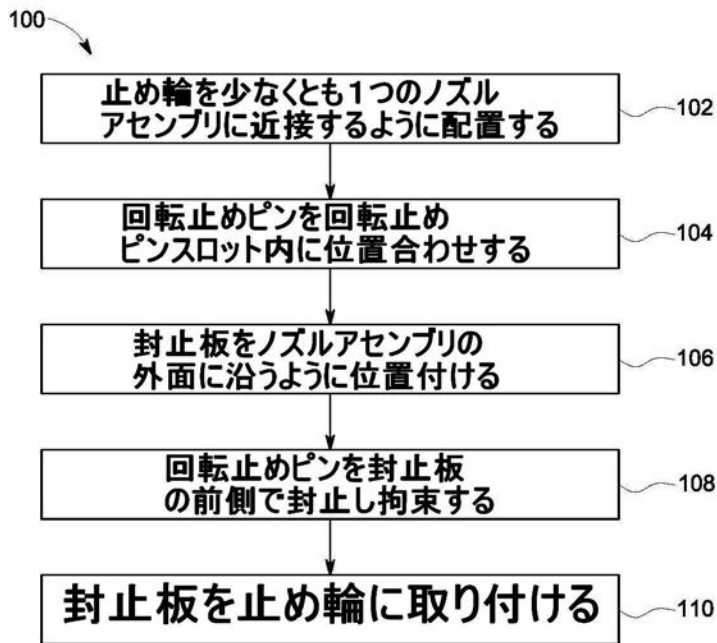 100
止め輪を少なくとも1つのノズル
アセンブリに近接するように配置する
102
回転止めピンを回転止め
ピンスロット内に位置合わせする
104
封止板をノズルアセンブリの
外面に沿うように位置付ける
106
回転止めピンを封止板
の前側で封止し拘束する
108
封止板を止め輪に取り付ける
110